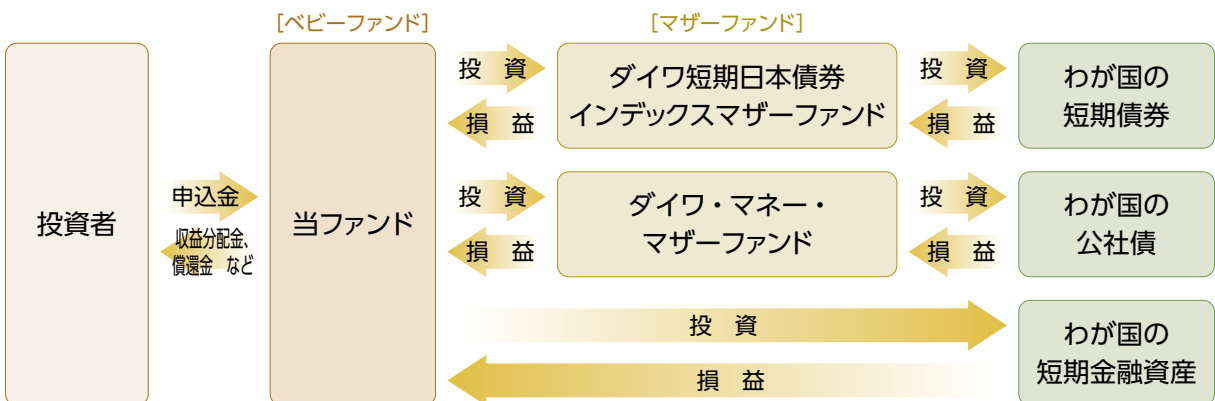 [ベビーファンド]
[マザーファンド]
投資者
申込金
収益分配金、
償還金 など
当ファンド
投 資
損 益
ダイワ短期日本債券
インデックスマザーファンド
投 資
損 益
わが国の
短期債券
投 資
損 益
ダイワ・マネー・
マザーファンド
投 資
損 益
わが国の
公社債
投 資
損 益
わが国の
短期金融資産